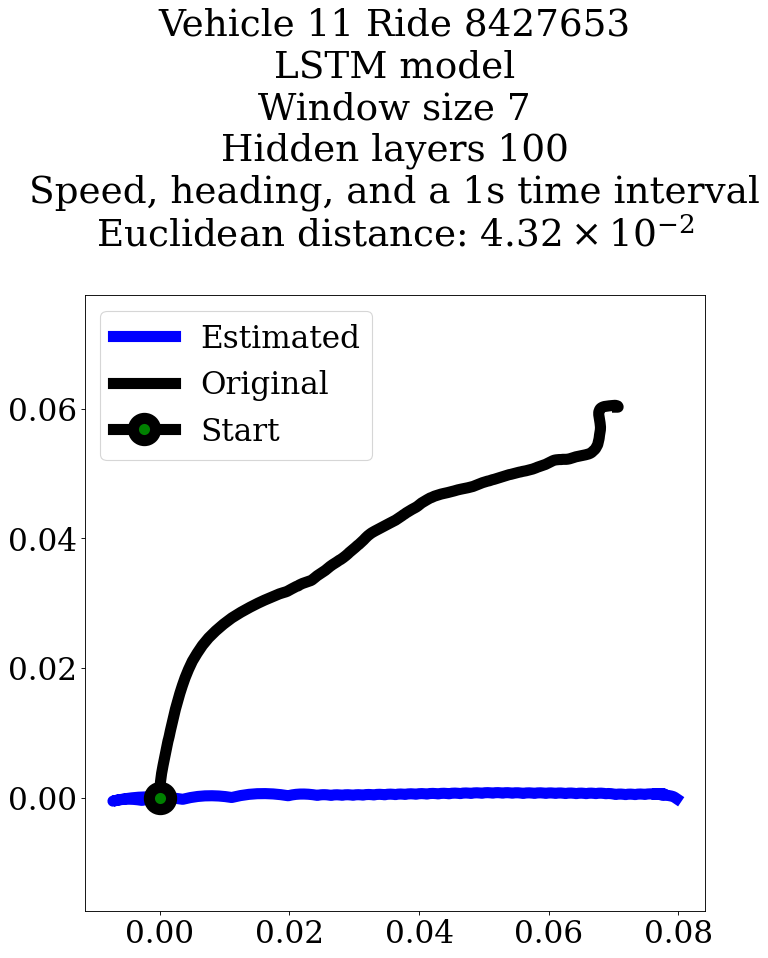 Vehicle 11 Ride 8427653
LSTM model
Window size 7
Hidden layers 100
Speed, heading, and a 1s time interval
Euclidean distance: 4.32 × 10⁻²
Estimated
Original
Start
0.06
0.04
0.02
0.00
0.00 0.02 0.04 0.06 0.08